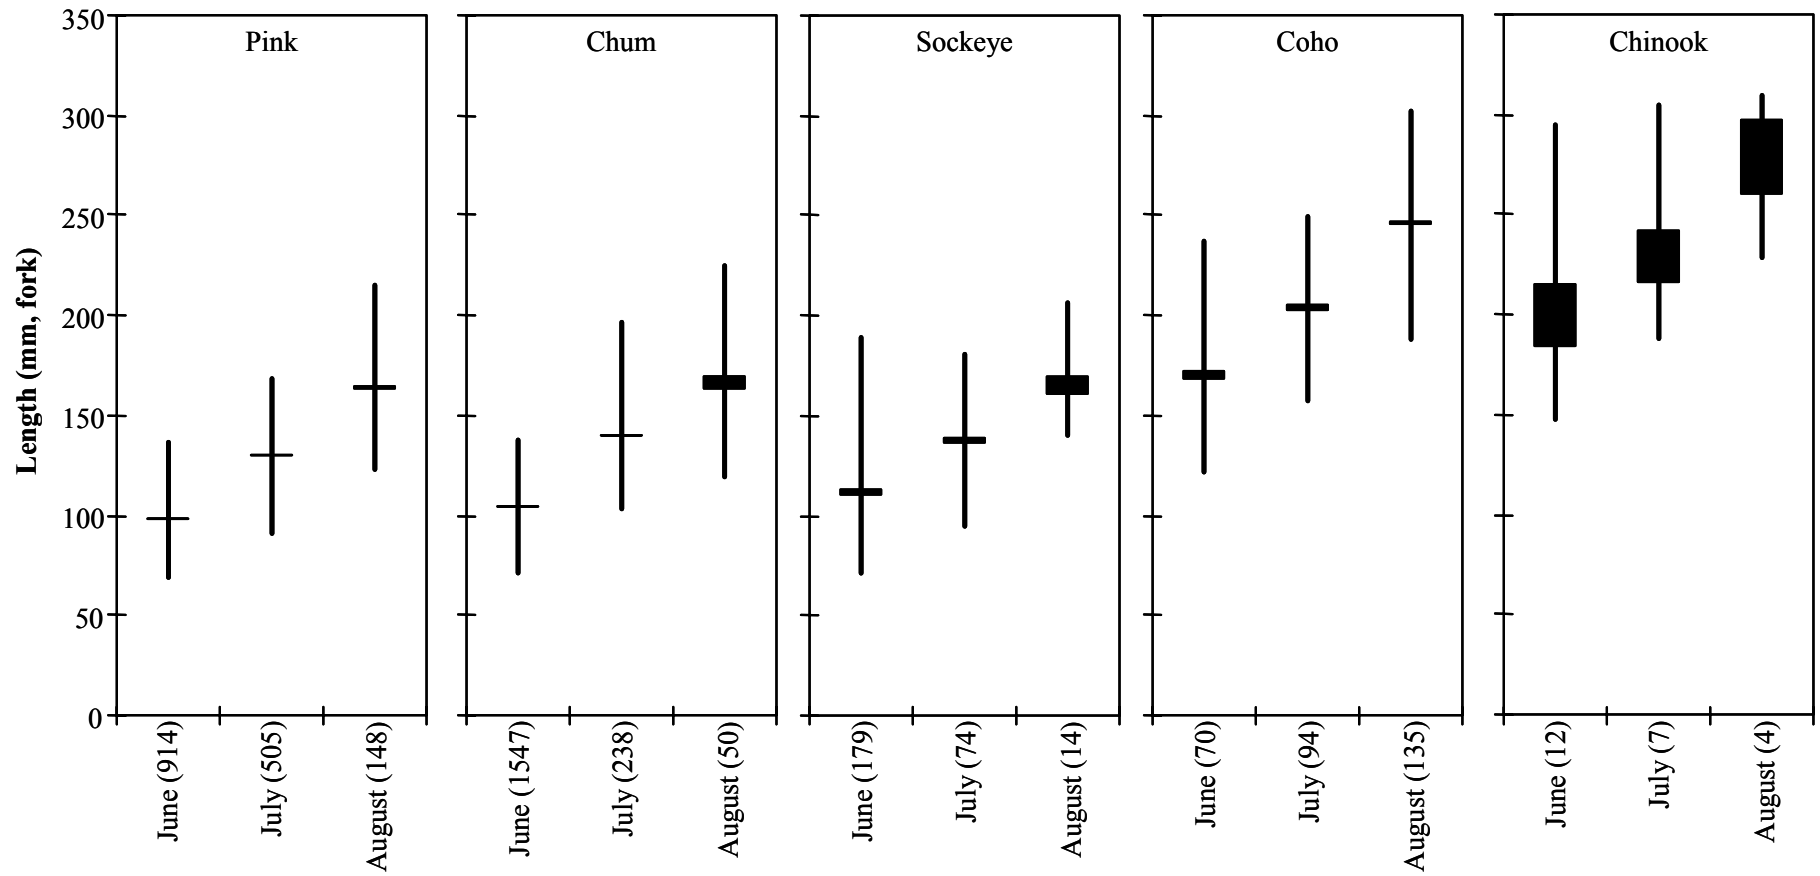 Pink
Chum
Sockeye
Coho
Chinook
Length (mm, fork)
350
300
250
200
150
100
50
0
June (914)
July (505)
August (148)
June (1547)
July (238)
August (50)
June (179)
July (74)
August (14)
June (70)
July (94)
August (135)
June (12)
July (7)
August (4)